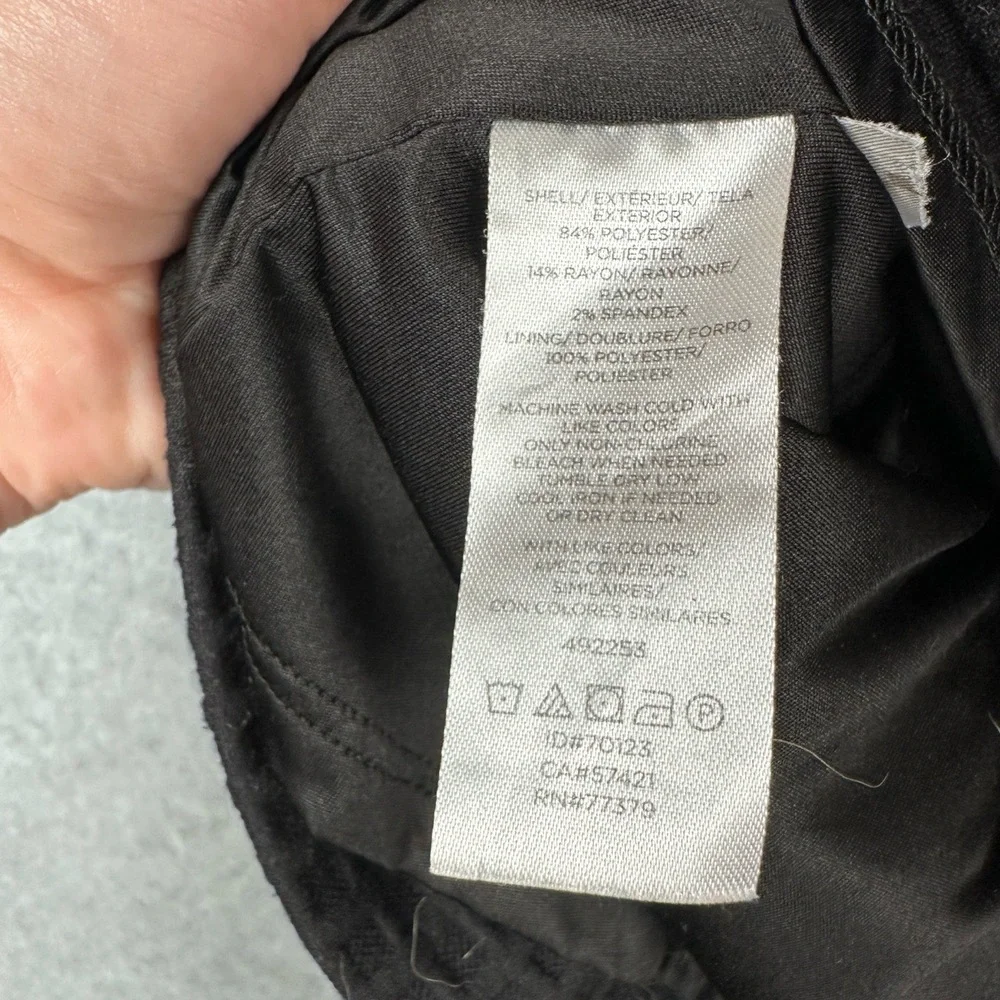 SHELL/ EXTÉRIEUR/ TELA
EXTERIOR
84% POLYESTER/
POLIÉSTER
14% RAYON/ RAYONNE/
RAYON
2% SPANDEX
LINING/ DOUBLURE/ FORRO
100% POLYESTER/
POLIÉSTER
MACHINE WASH COLD WITH
LIKE COLORS
ONLY NON-CHLORINE
BLEACH WHEN NEEDED
TUMBLE DRY LOW
COOL IRON IF NEEDED
OR DRY CLEAN
WITH LIKE COLORS/
AVEC COULEURS
SIMILAIRES/
CON COLORES SIMILARES
492253
P
ID#70123
CA#57421
RN#77379